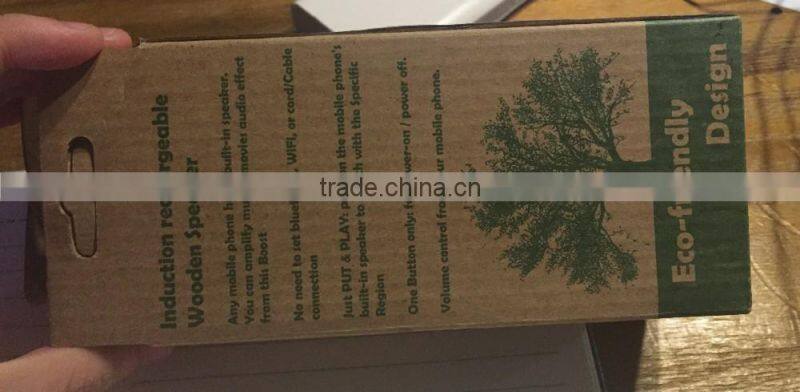 Induction rechargeable
Wooden Speaker
Any mobile phone has built-in speaker.
You can amplify music/movies audio effect
from this Boost
No need to set bluetooth, WIFI, or cord/Cable
connection
Just PUT & PLAY: put on the mobile phone's
built-in speaker to touch with the Specific
Region
One Button only: for power-on / power off.
Volume control from your mobile phone.
Eco-friendly
Design
trade.china.cn